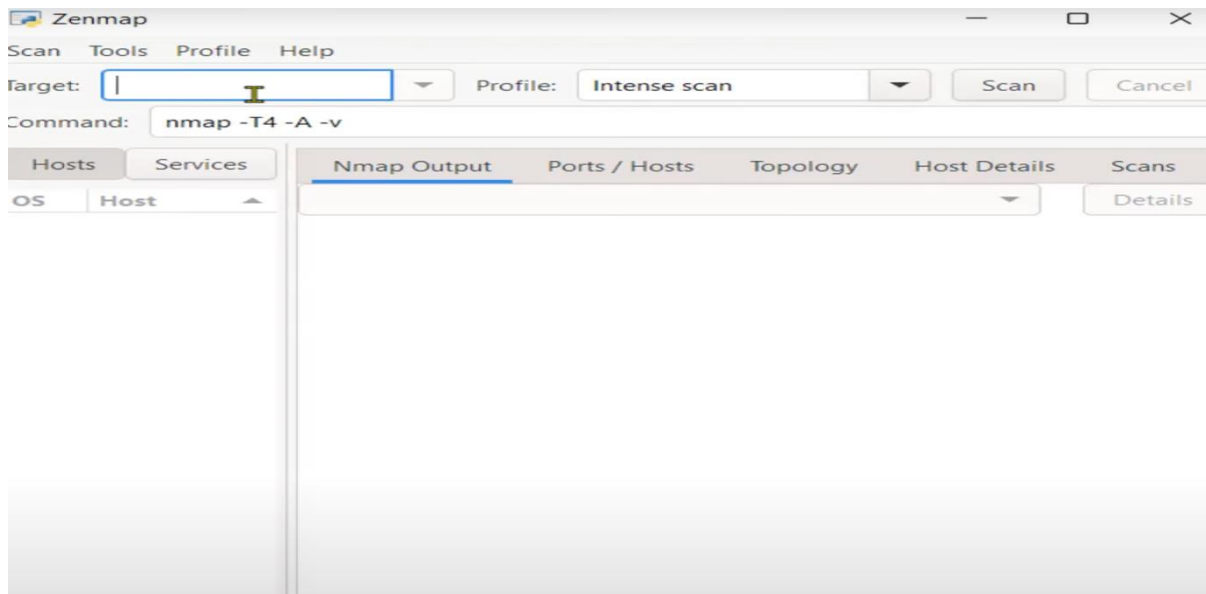 Zenmap
Scan Tools Profile Help
Target: Profile: Intense scan Scan Cancel
Command: nmap -T4 -A -v
Hosts Services Nmap Output Ports / Hosts Topology Host Details Scans
OS Host Details